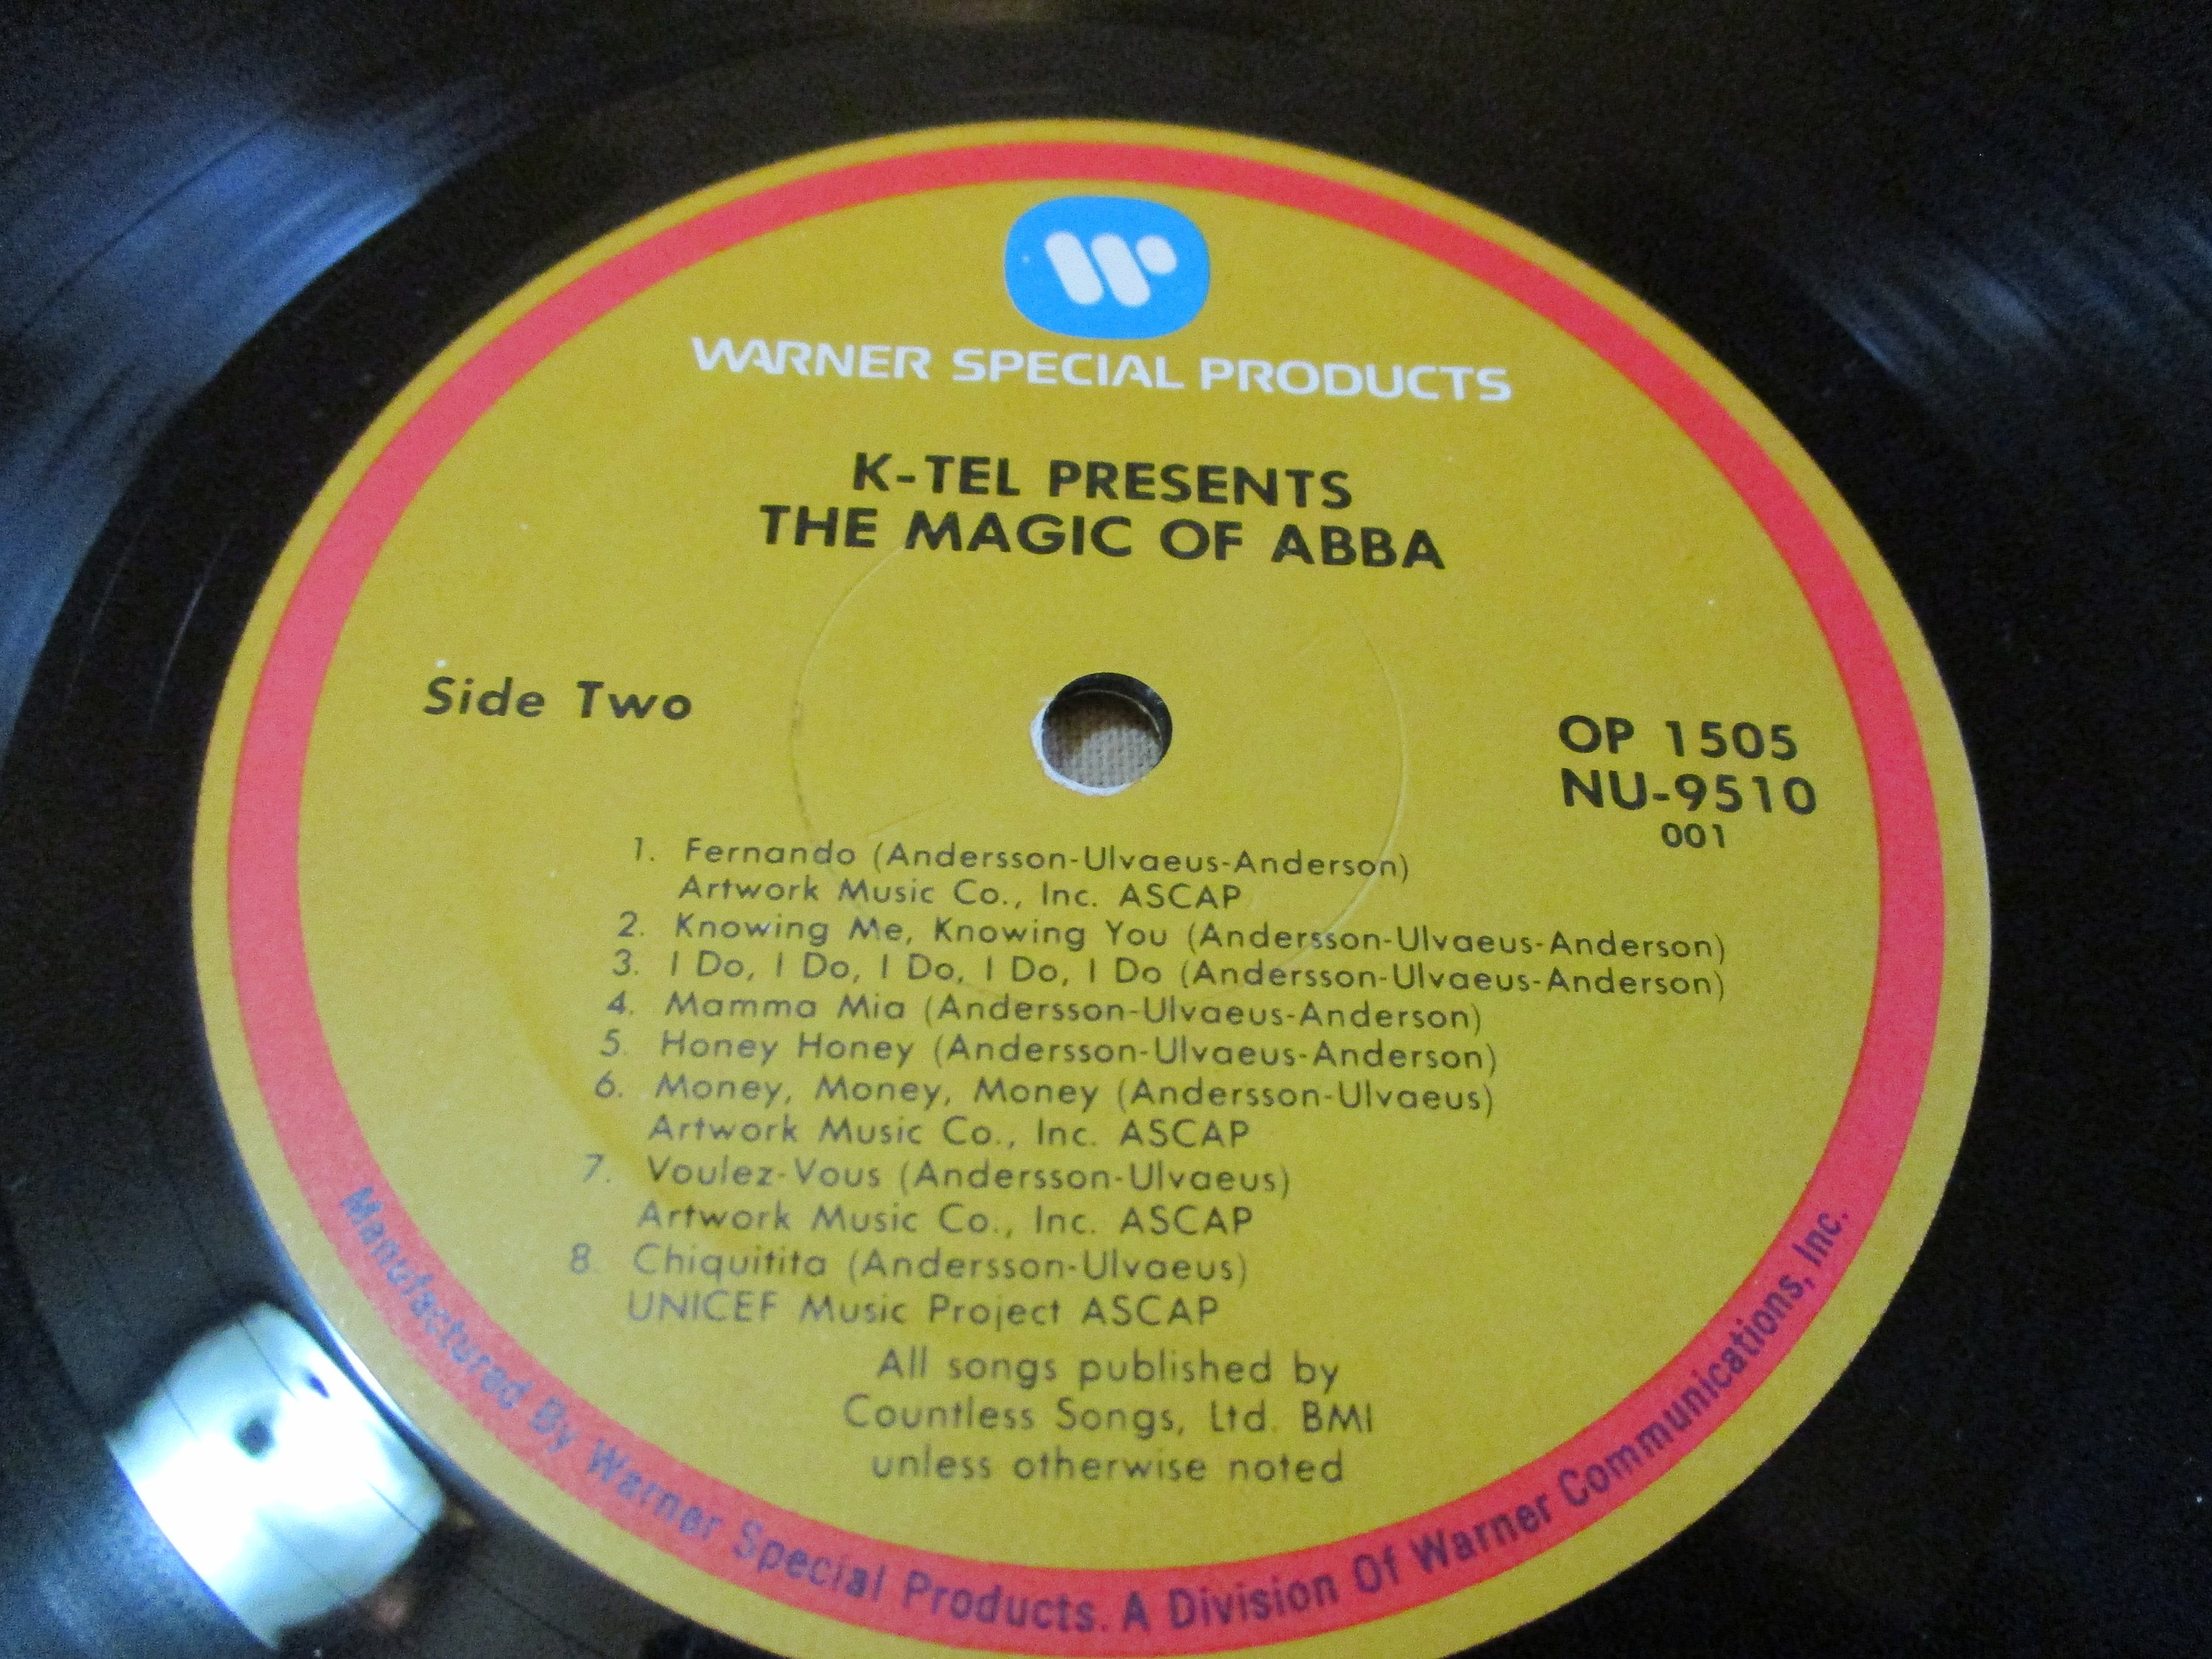 WARNER SPECIAL PRODUCTS
K-TEL PRESENTS
THE MAGIC OF ABBA
Side Two
OP 1505
NU-9510
001
1. Fernando (Andersson-Ulvaeus-Anderson)
Artwork Music Co., Inc. ASCAP
2. Knowing Me, Knowing You (Andersson-Ulvaeus-Anderson)
3. I Do, I Do, I Do, I Do, I Do (Andersson-Ulvaeus-Anderson)
4. Mamma Mia (Andersson-Ulvaeus-Anderson)
5. Honey Honey (Andersson-Ulvaeus-Anderson)
6. Money, Money, Money (Andersson-Ulvaeus)
Artwork Music Co., Inc. ASCAP
7. Voulez-Vous (Andersson-Ulvaeus)
Artwork Music Co., Inc. ASCAP
8 Chiquitita (Andersson-Ulvaeus)
UNICEF Music Project ASCAP
All songs published by
Countless Songs, Ltd. BMI
unless otherwise noted
Manufactured By Warner Special Products. A Division Of Warner Communications, Inc.